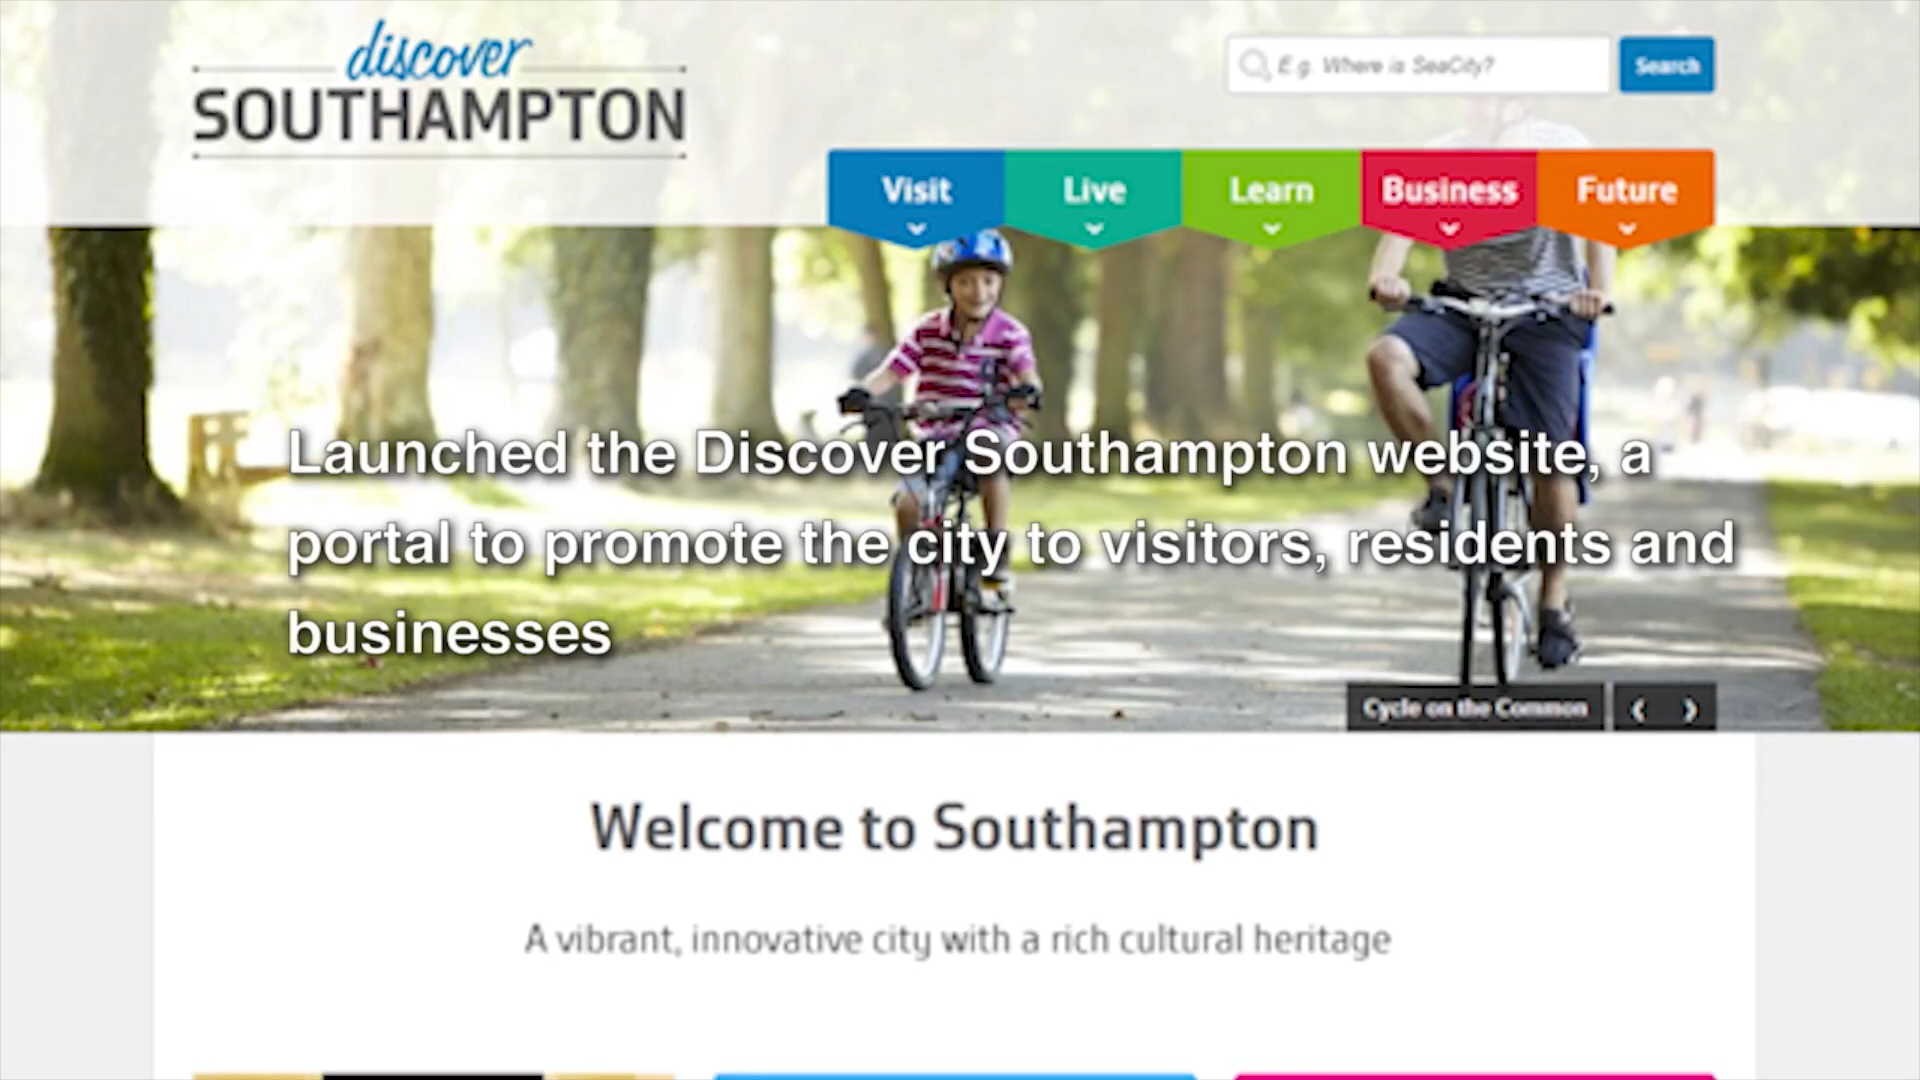 discover
SOUTHAMPTON
E.g. Where is SeaCity?
Search
Visit
Live
Learn
Business
Future
Launched the Discover Southampton website, a
portal to promote the city to visitors, residents and
businesses
Cycle on the Common
Welcome to Southampton
A vibrant, innovative city with a rich cultural heritage